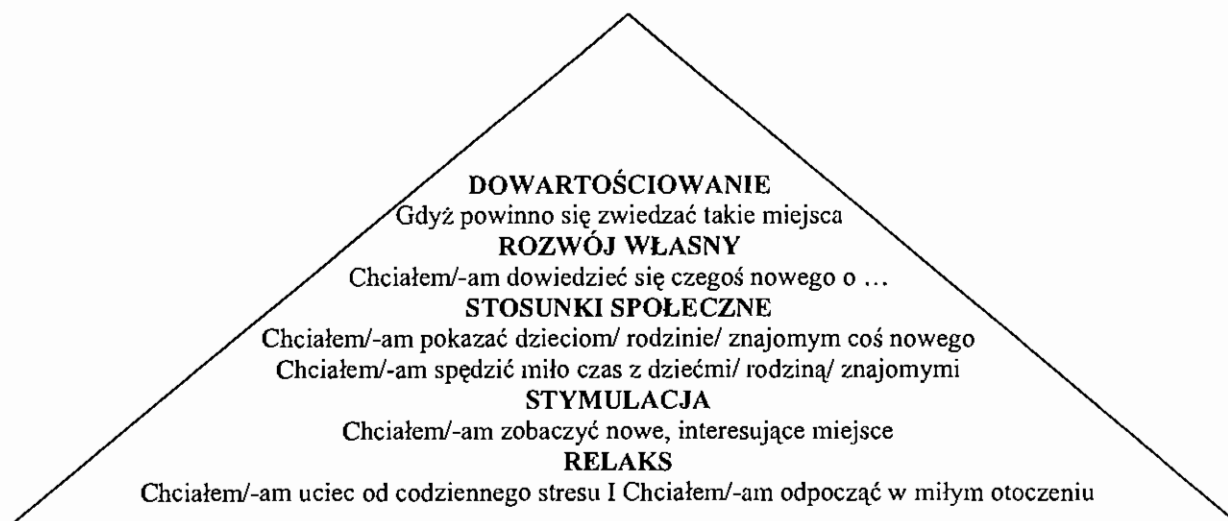 DOWARTOŚCIOWANIE
Gdyż powinno się zwiedzać takie miejsca
ROZWÓJ WŁASNY
Chciałem/-am dowiedzieć się czegoś nowego o ...
STOSUNKI SPOŁECZNE
Chciałem/-am pokazać dzieciom/ rodzinie/ znajomym coś nowego
Chciałem/-am spędzić miło czas z dziećmi/ rodziną/ znajomymi
STYMULACJA
Chciałem/-am zobaczyć nowe, interesujące miejsce
RELAKS
Chciałem/-am uciec od codziennego stresu I Chciałem/-am odpocząć w miłym otoczeniu